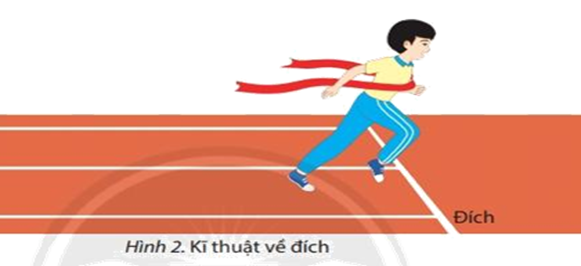 Đích
Hình 2. Kĩ thuật về đích